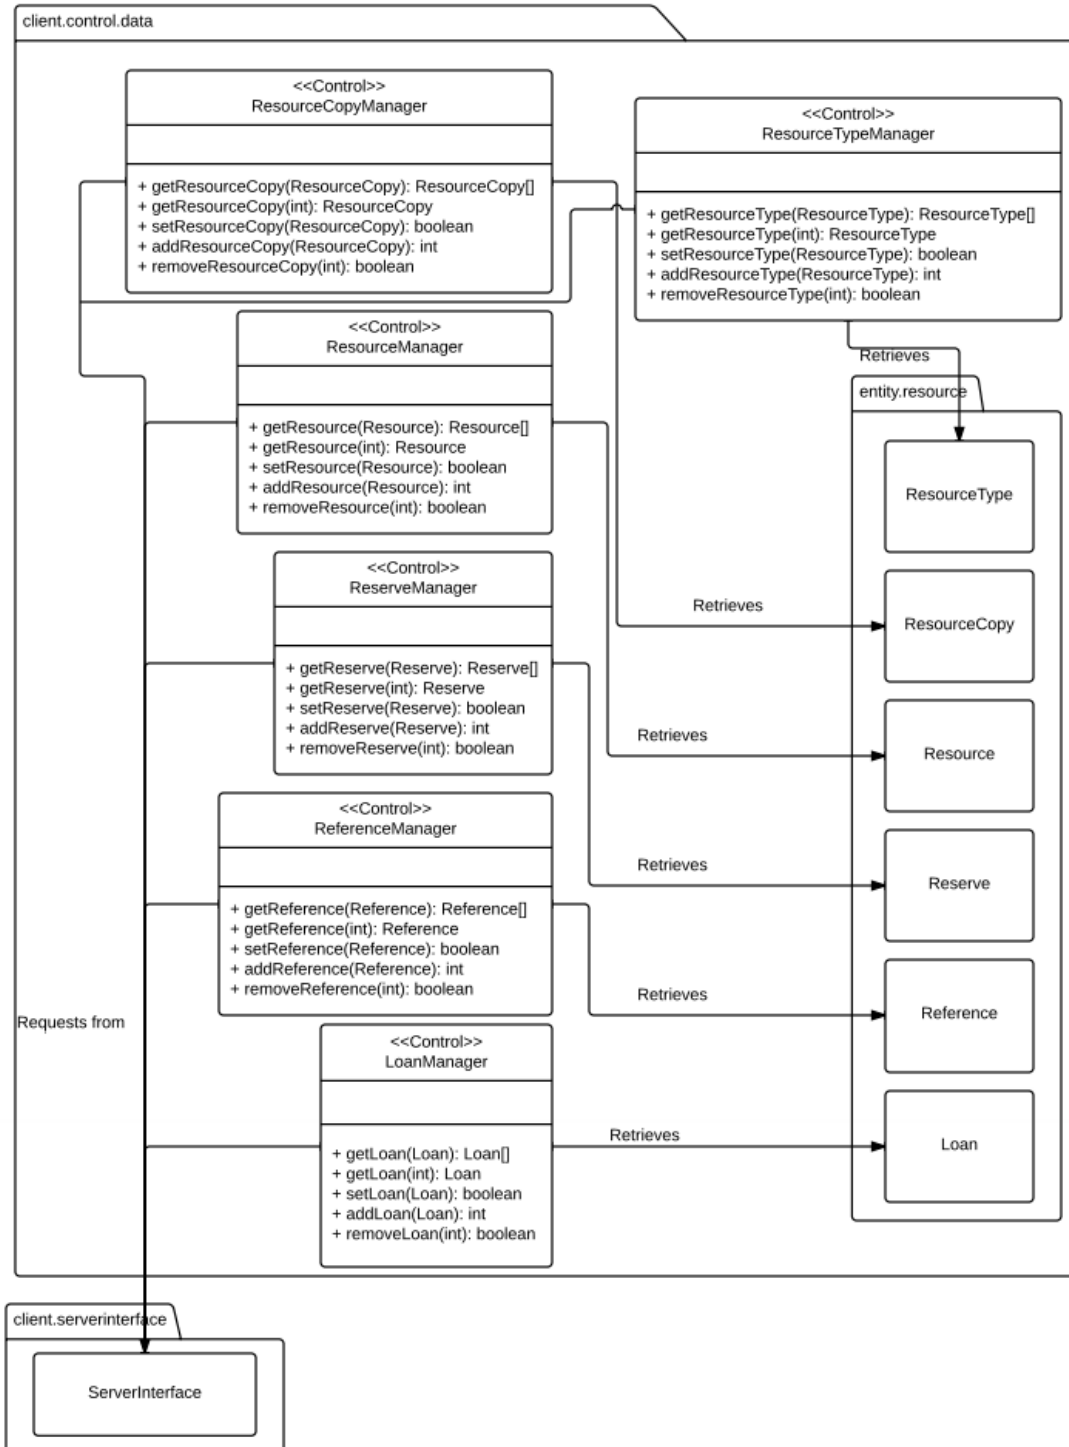 client.control.data
<<Control>>
ResourceCopyManager
+ getResourceCopy(ResourceCopy): ResourceCopy[]
+ getResourceCopy(int): ResourceCopy
+ setResourceCopy(ResourceCopy): boolean
+ addResourceCopy(ResourceCopy): int
+ removeResourceCopy(int): boolean
<<Control>>
ResourceTypeManager
+ getResourceType(ResourceType): ResourceType[]
+ getResourceType(int): ResourceType
+ setResourceType(ResourceType): boolean
+ addResourceType(ResourceType): int
+ removeResourceType(int): boolean
<<Control>>
ResourceManager
+ getResource(Resource): Resource[]
+ getResource(int): Resource
+ setResource(Resource): boolean
+ addResource(Resource): int
+ removeResource(int): boolean
Retrieves
entity.resource
ResourceType
<<Control>>
ReserveManager
+ getReserve(Reserve): Reserve[]
+ getReserve(int): Reserve
+ setReserve(Reserve): boolean
+ addReserve(Reserve): int
+ removeReserve(int): boolean
Retrieves
ResourceCopy
Retrieves
Resource
<<Control>>
ReferenceManager
+ getReference(Reference): Reference[]
+ getReference(int): Reference
+ setReference(Reference): boolean
+ addReference(Reference): int
+ removeReference(int): boolean
Retrieves
Reserve
Retrieves
Reference
Requests from
<<Control>>
LoanManager
+ getLoan(Loan): Loan[]
+ getLoan(int): Loan
+ setLoan(Loan): boolean
+ addLoan(Loan): int
+ removeLoan(int): boolean
Retrieves
Loan
client.serverinterface
ServerInterface